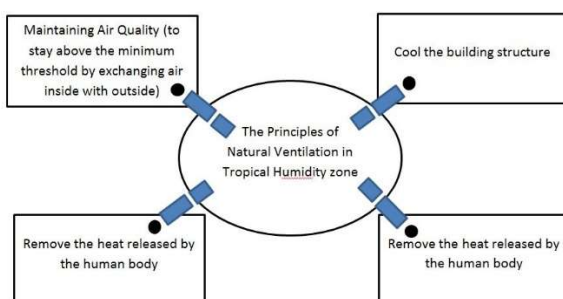 Maintaining Air Quality (to
stay above the minimum
threshold by exchanging air
inside with outside)
Cool the building structure
The Principles of
Natural Ventilation in
Tropical Humidity zone
Remove the heat released by
the human body
Remove the heat released by
the human body